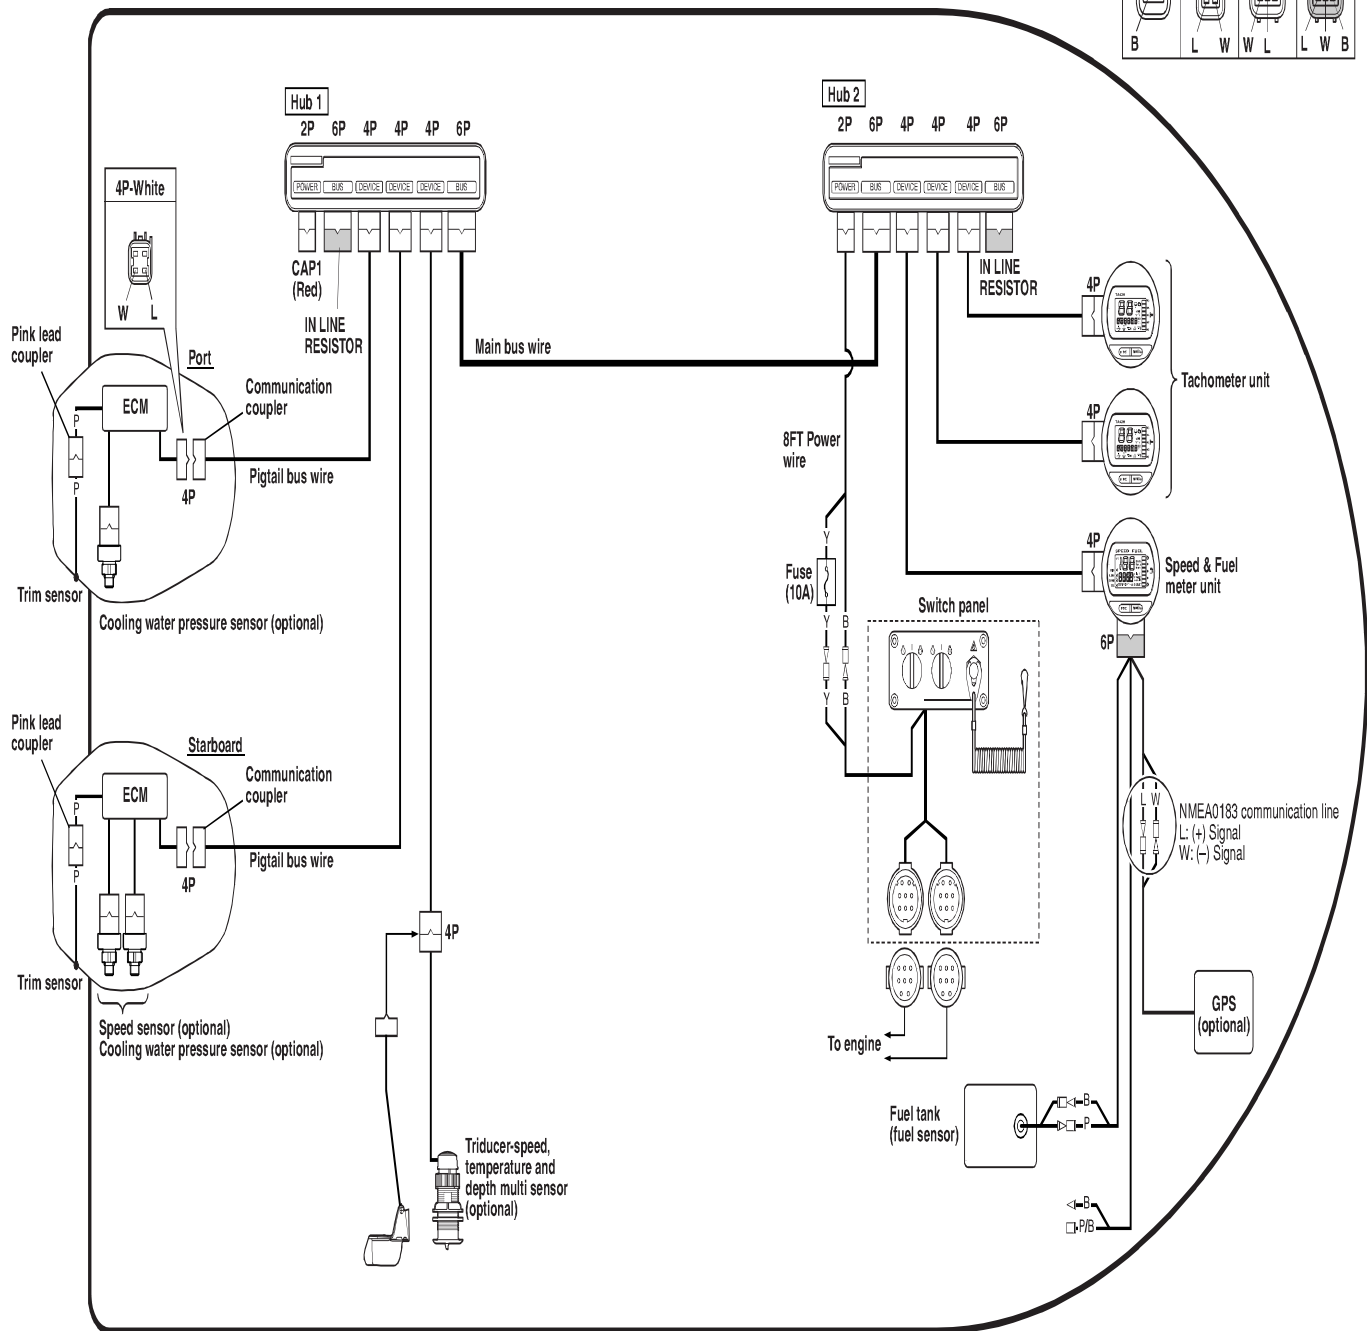 B L W W L L W B
Hub 1
2P 6P 4P 4P 4P 6P
POWER BUS DEVICE DEVICE DEVICE BUS
Hub 2
2P 6P 4P 4P 4P 6P
POWER BUS DEVICE DEVICE DEVICE BUS
4P-White
W L
CAP1
(Red)
IN LINE
RESISTOR
IN LINE
RESISTOR
Main bus wire
Pink lead
coupler
Port
Communication
coupler
ECM
P
P
4P
Pigtail bus wire
Trim sensor
Cooling water pressure sensor (optional)
4P
4P
Tachometer unit
8FT Power
wire
Y
Fuse
(10A)
Y B
Y B
4P
SPEED FUEL
Speed & Fuel
meter unit
6P
Switch panel
Pink lead
coupler
Starboard
Communication
coupler
ECM
P
P
4P
Pigtail bus wire
Trim sensor
Speed sensor (optional)
Cooling water pressure sensor (optional)
4P
L W
NMEA0183 communication line
L: (+) Signal
W: (–) Signal
To engine
GPS
(optional)
Fuel tank
(fuel sensor)
B
P
B
P/B
Triducer-speed,
temperature and
depth multi sensor
(optional)